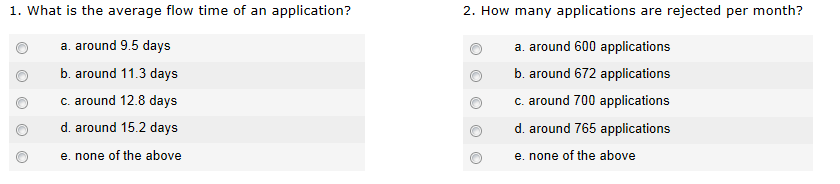 1. What is the average flow time of an application?
a. around 9.5 days
b. around 11.3 days
c. around 12.8 days
d. around 15.2 days
e. none of the above
2. How many applications are rejected per month?
a. around 600 applications
b. around 672 applications
c. around 700 applications
d. around 765 applications
e. none of the above